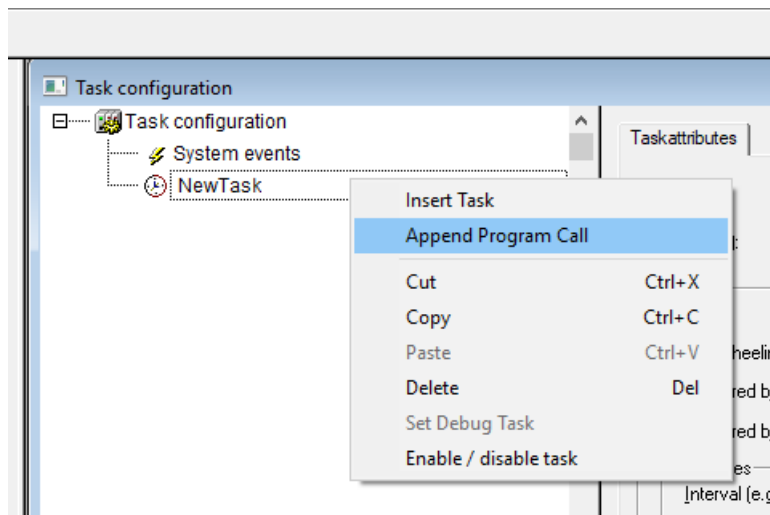 Task configuration
Task configuration
System events
NewTask
Taskattributes
Insert Task
Append Program Call
Cut Ctrl+X
Copy Ctrl+C
Paste Ctrl+V
Delete Del
Set Debug Task
Enable / disable task
Interval (e.g